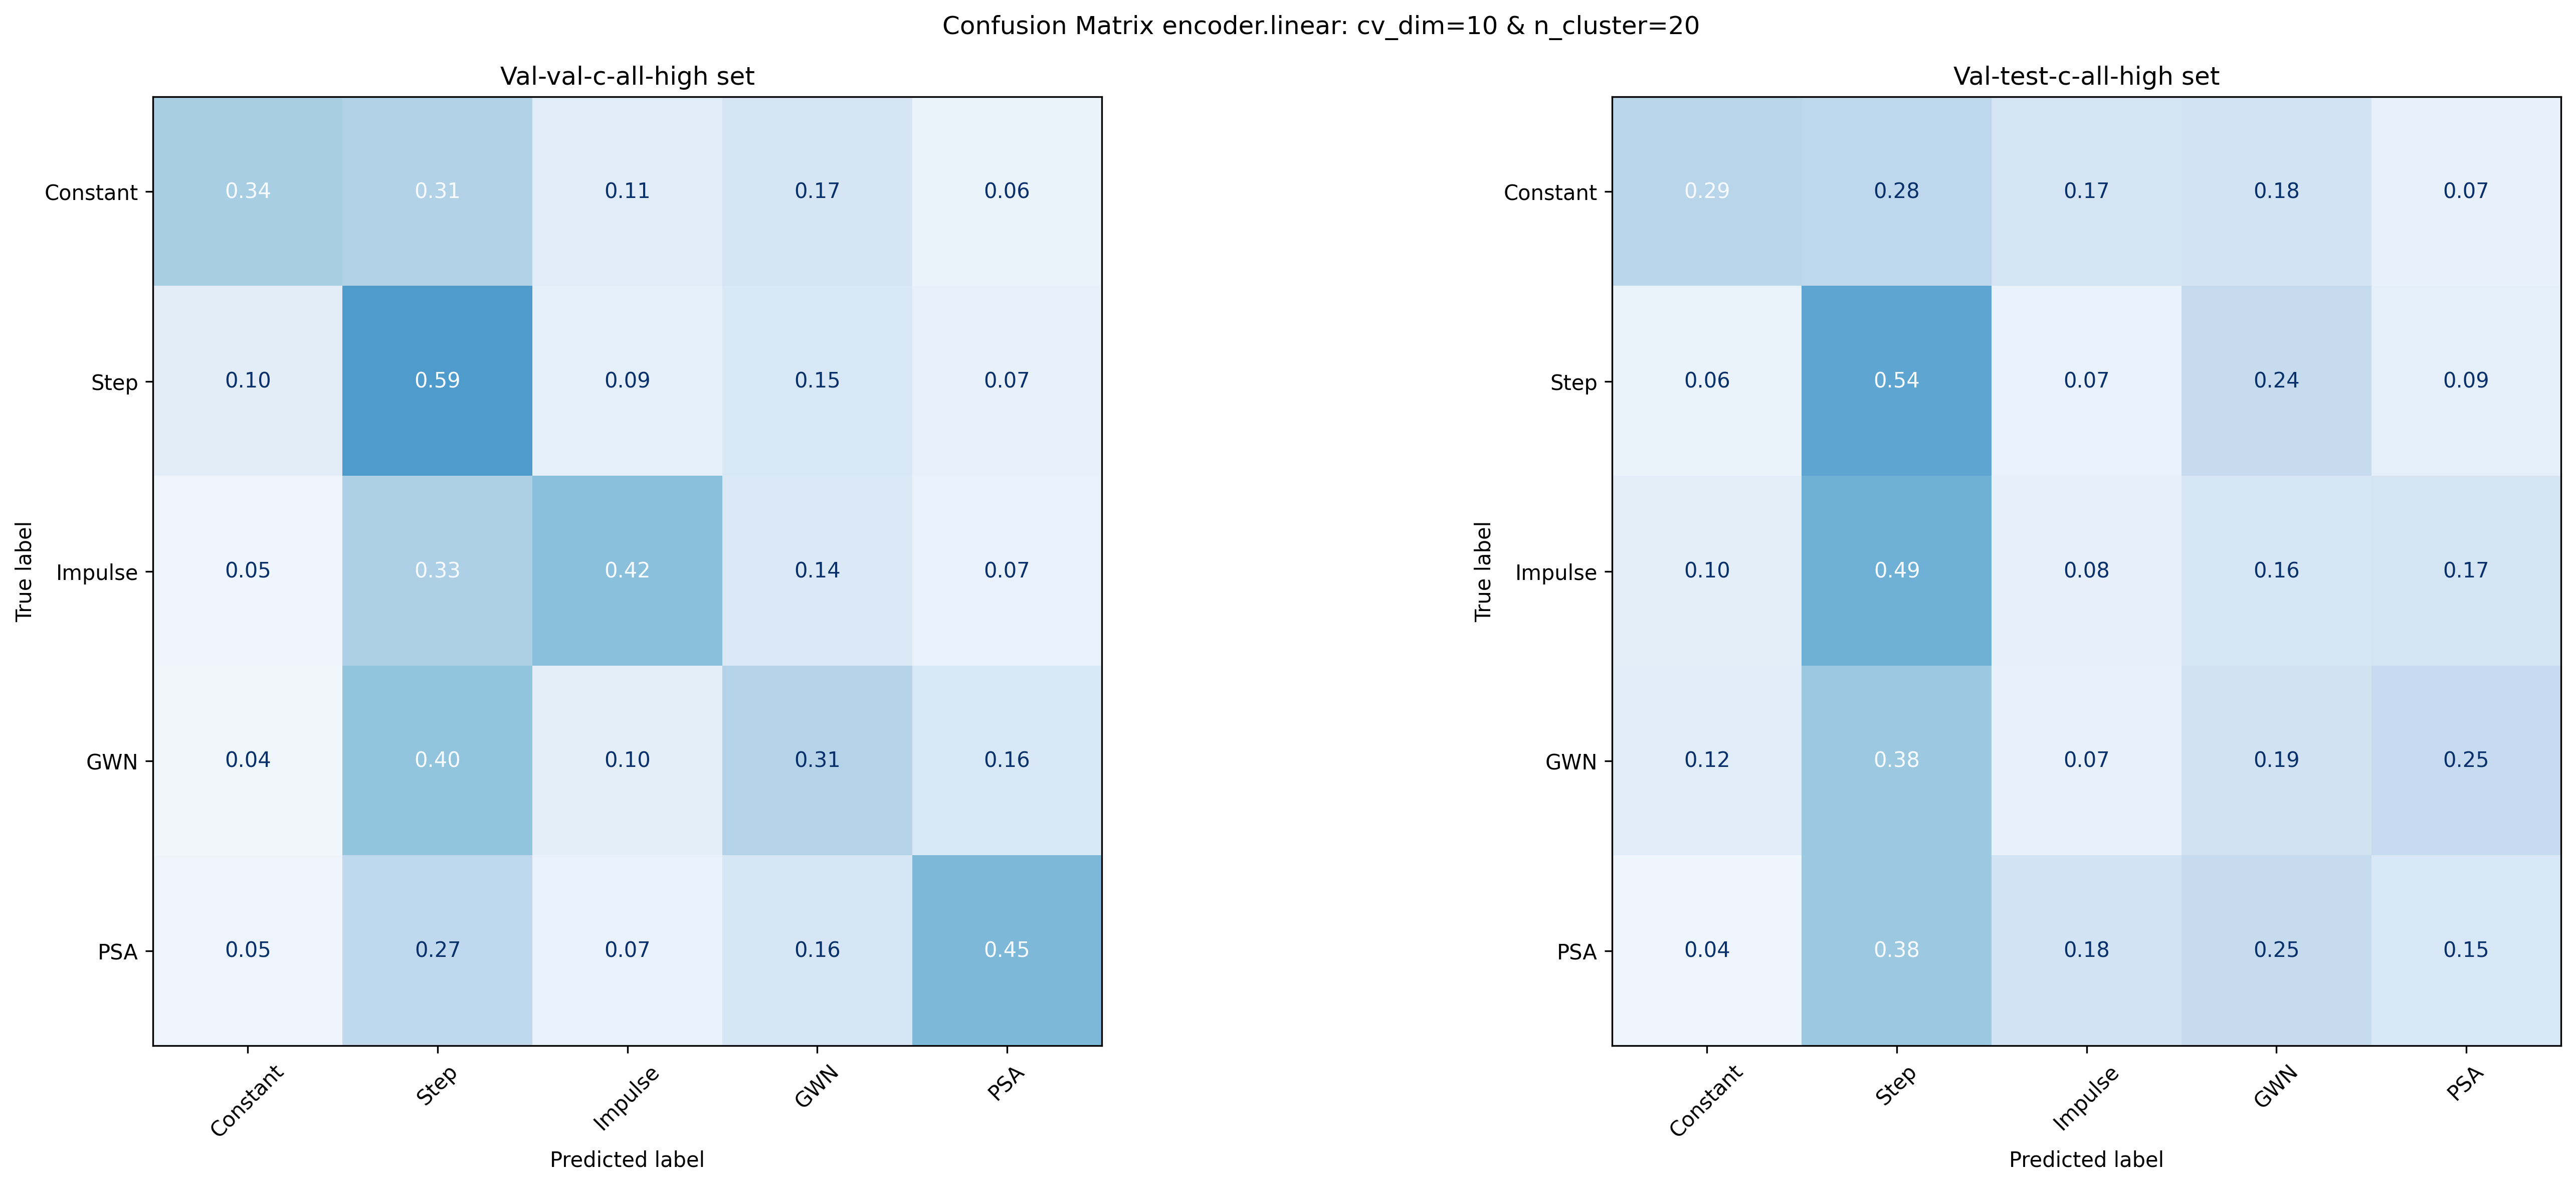 Confusion Matrix encoder.linear: cv_dim=10 & n_cluster=20
Val-val-c-all-high set
True label
Constant 0.34 0.31 0.11 0.17 0.06
Step 0.10 0.59 0.09 0.15 0.07
Impulse 0.05 0.33 0.42 0.14 0.07
GWN 0.04 0.40 0.10 0.31 0.16
PSA 0.05 0.27 0.07 0.16 0.45
Constant Step Impulse GWN PSA
Predicted label
Val-test-c-all-high set
True label
Constant 0.29 0.28 0.17 0.18 0.07
Step 0.06 0.54 0.07 0.24 0.09
Impulse 0.10 0.49 0.08 0.16 0.17
GWN 0.12 0.38 0.07 0.19 0.25
PSA 0.04 0.38 0.18 0.25 0.15
Constant Step Impulse GWN PSA
Predicted label